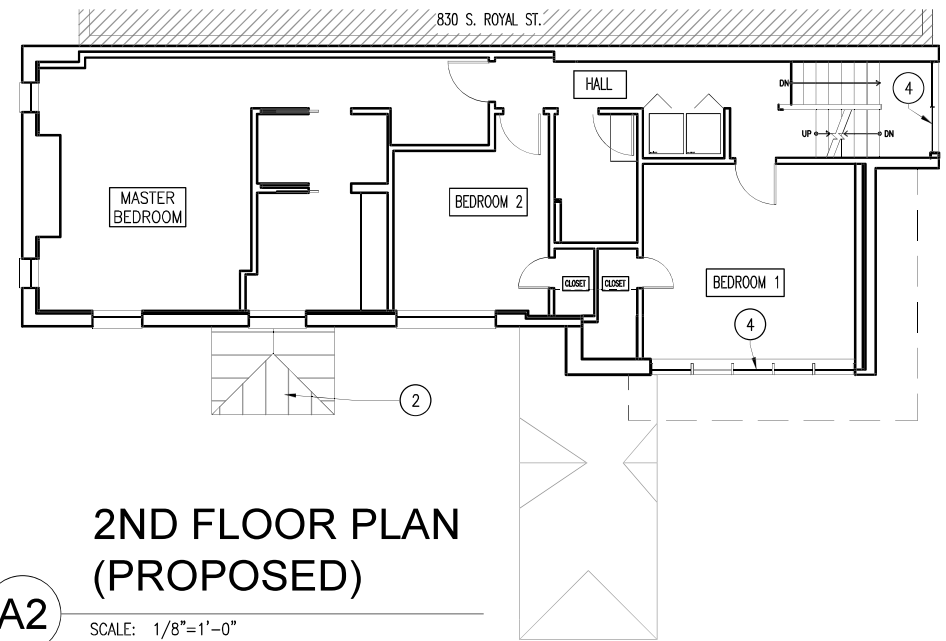 830 S. ROYAL ST.
HALL
DN
4
UP
DN
MASTER
BEDROOM
BEDROOM 2
CLOSET
CLOSET
BEDROOM 1
4
2
2ND FLOOR PLAN
(PROPOSED)
A2
SCALE: 1/8"=1'-0"